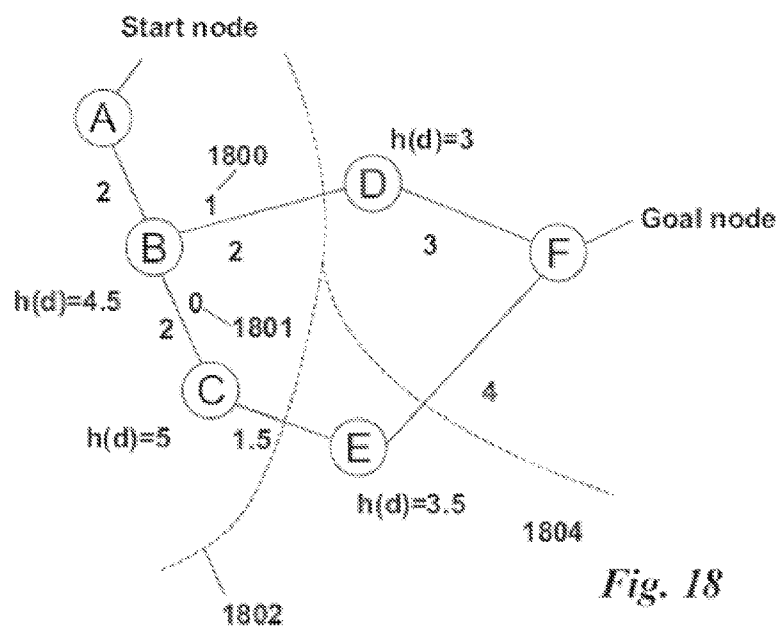 Start node
A
h(d)=3
1800
D
2
1
Goal node
2
3
F
B
h(d)=4.5
0
1801
2
C
4
h(d)=5
1.5
E
h(d)=3.5
1804
Fig. 18
1802